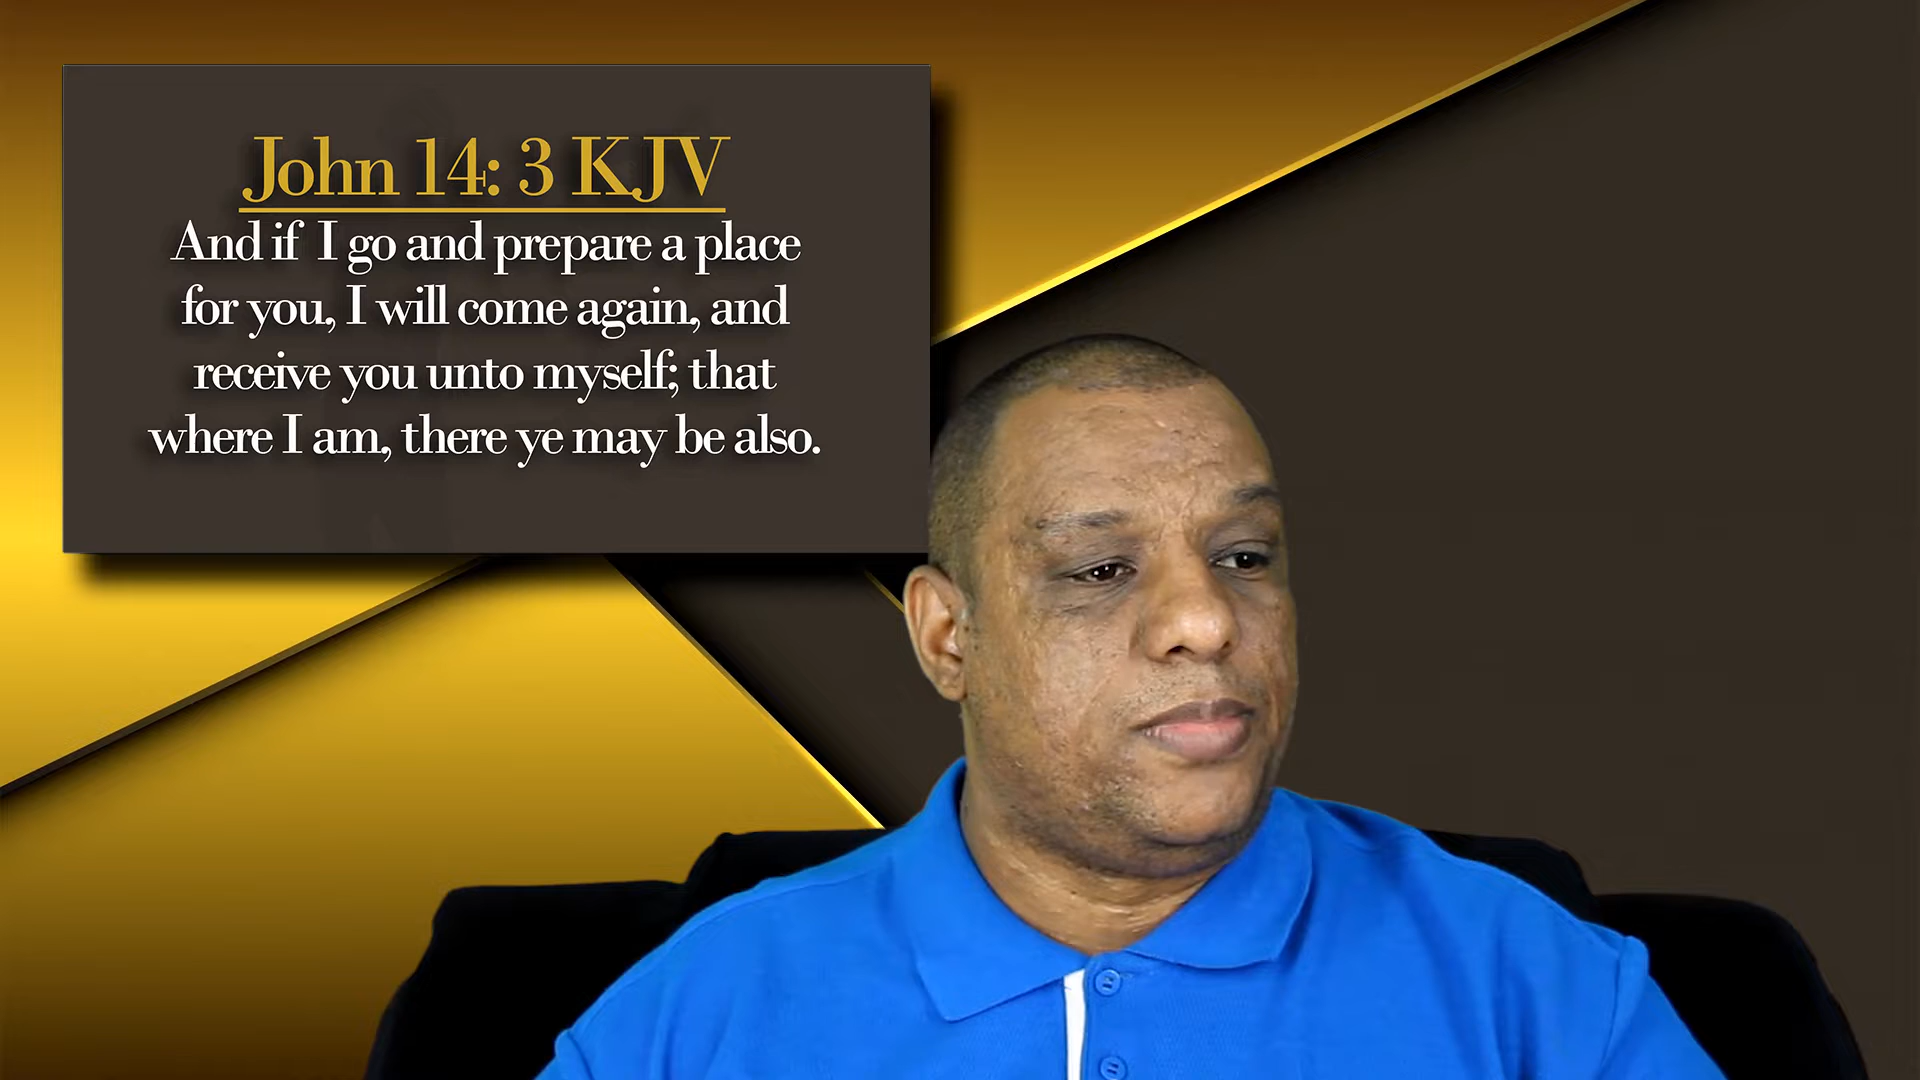 John 14: 3 KJV
And if I go and prepare a place
for you, I will come again, and
receive you unto myself; that
where I am, there ye may be also.